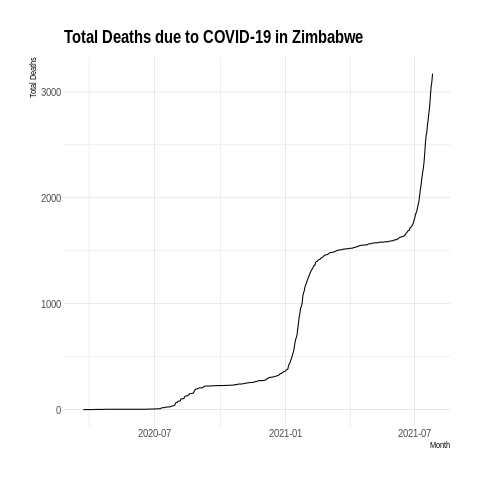 Total Deaths due to COVID-19 in Zimbabwe
Total Deaths
3000
2000
1000
0
2020-07 2021-01 2021-07
Month